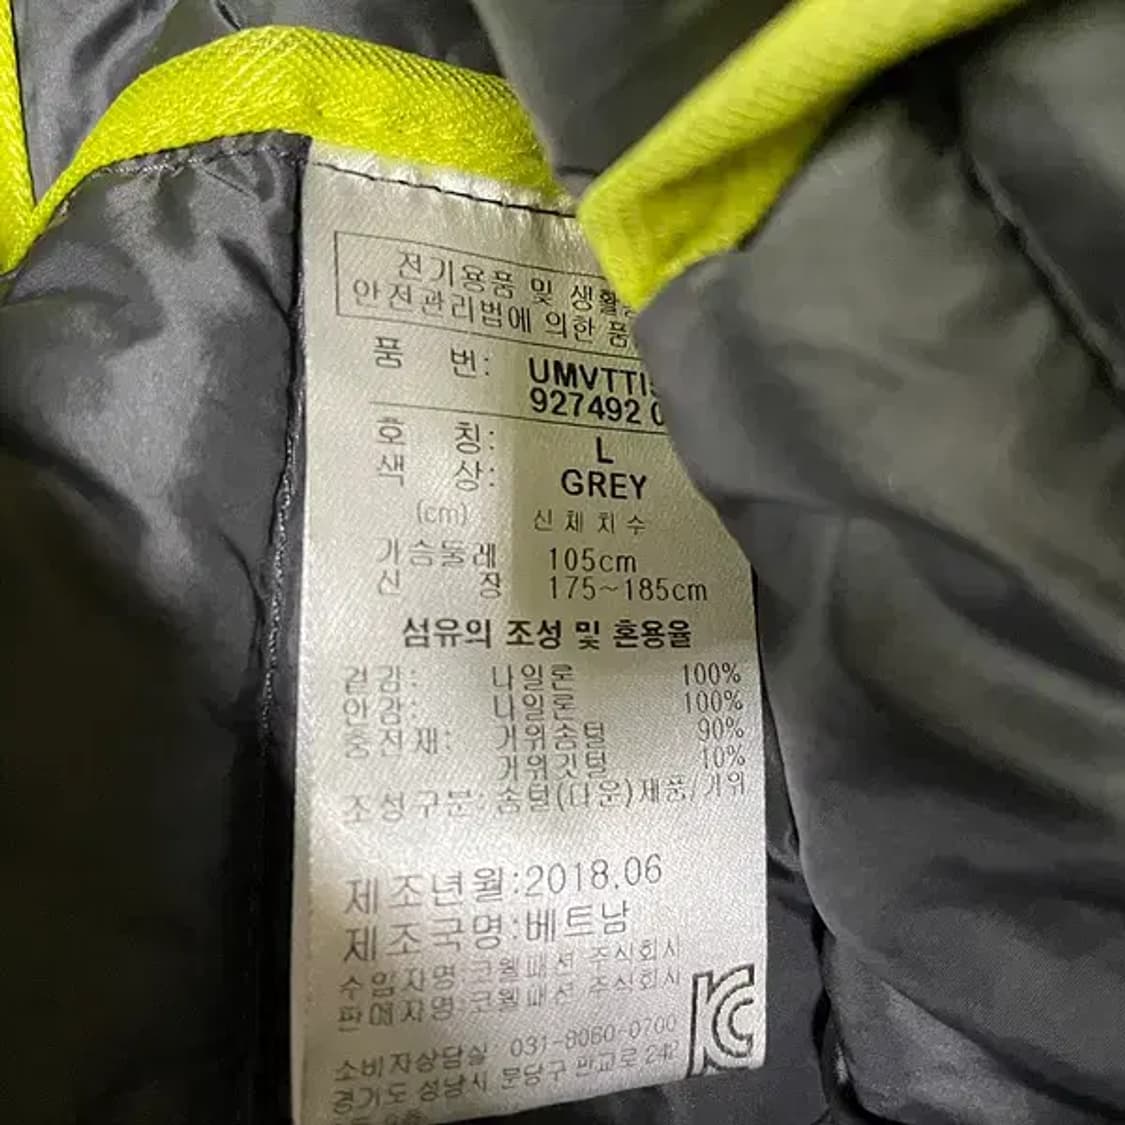 전기용품 및 생활
안전관리법에 의한 품
품 번: UMVTTI
927492
호 칭: L
색 상: GREY
(cm) 신체치수
가슴둘레 105cm
신 장 175~185cm
섬유의 조성 및 혼용율
겉감: 나일론 100%
안감: 나일론 100%
충전재: 거위솜털 90%
거위깃털 10%
조성구분: 솜털(다운)제품/거위
제조년월:2018.06
제조국명:베트남
수입자명:코웰패션 주식회사
판매자명:코웰패션 주식회사
소비자상담실: 031-8060-0700
경기도 성남시 분당구 판교로 242
KC